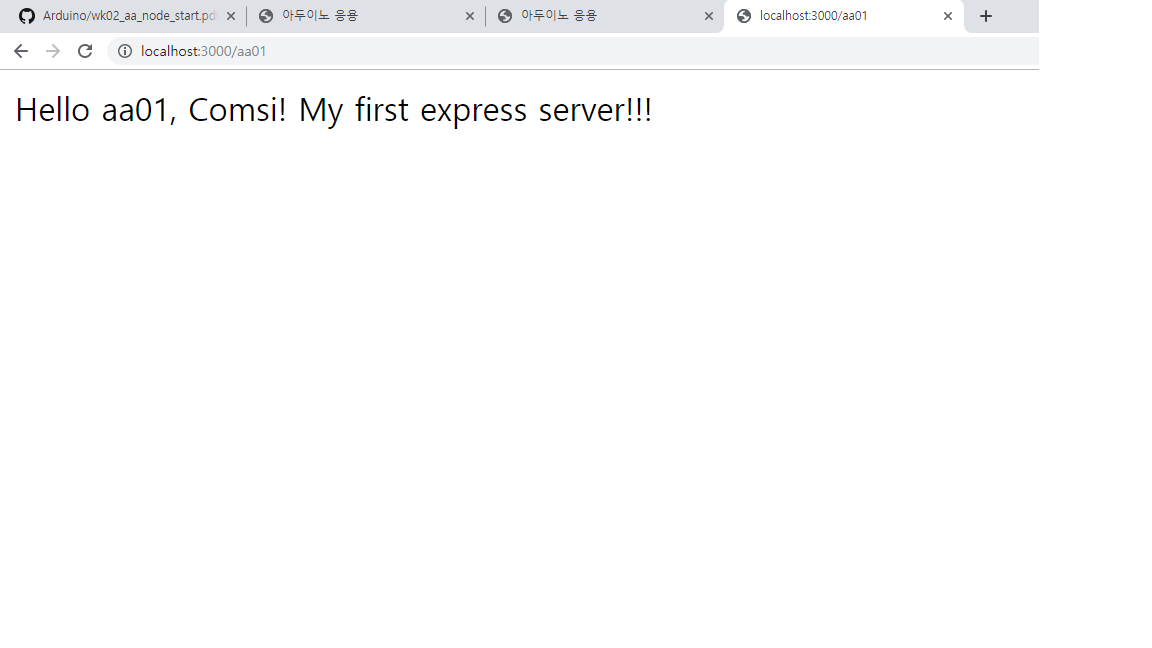 Arduino/wk02_aa_node_start.pd
아두이노 응용
아두이노 응용
localhost:3000/aa01
localhost:3000/aa01
Hello aa01, Comsi! My first express server!!!